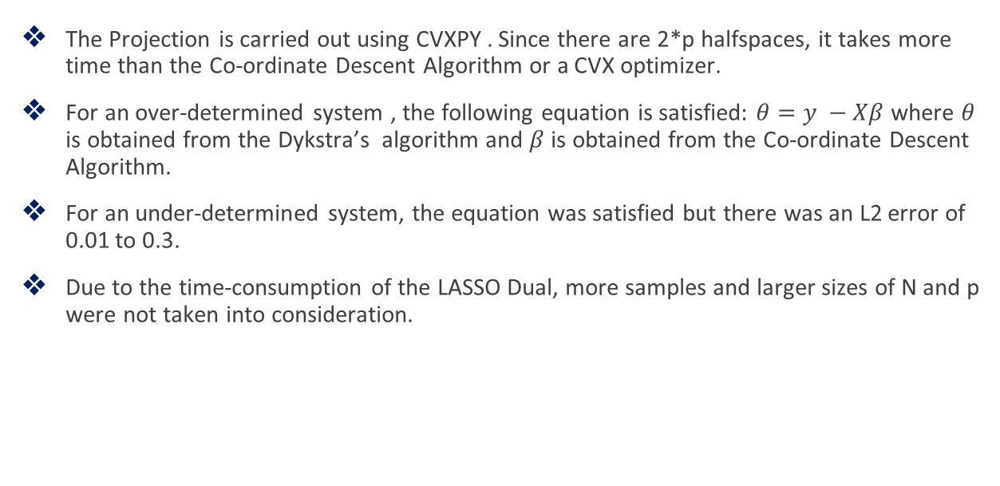 ❖ The Projection is carried out using CVXPY . Since there are 2*p halfspaces, it takes more
time than the Co-ordinate Descent Algorithm or a CVX optimizer.
❖ For an over-determined system , the following equation is satisfied: 𝜃 = 𝑦 − 𝑋𝛽 where 𝜃
is obtained from the Dykstra’s algorithm and 𝛽 is obtained from the Co-ordinate Descent
Algorithm.
❖ For an under-determined system, the equation was satisfied but there was an L2 error of
0.01 to 0.3.
❖ Due to the time-consumption of the LASSO Dual, more samples and larger sizes of N and p
were not taken into consideration.